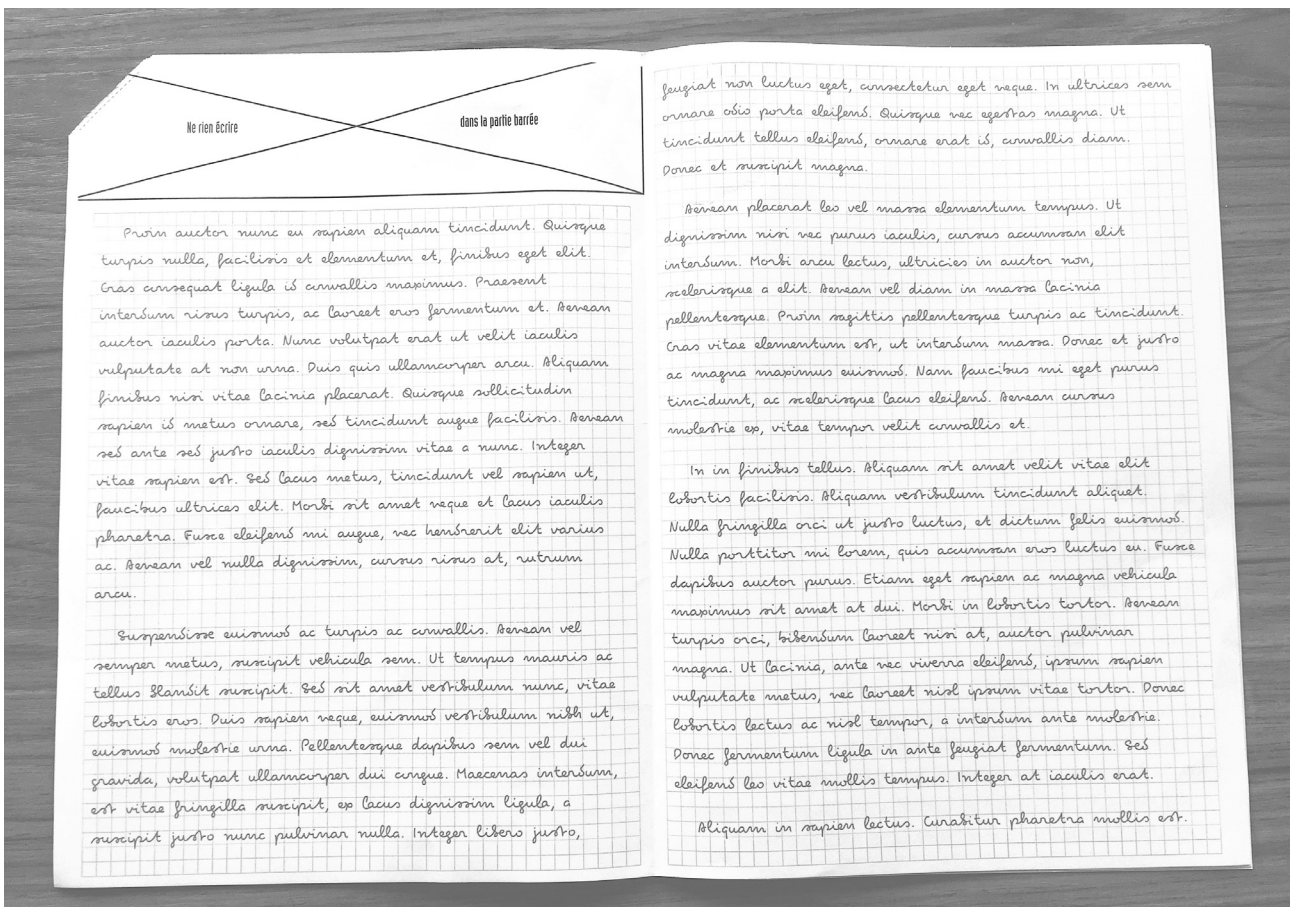 Ne rien écrire dans la partie barrée
Proin auctor nunc eu sapien aliquam tincidunt. Quisque
turpis nulla, facilisis et elementum et, finibus eget elit.
Cras consequat ligula id convallis maximus. Praesent
interdum risus turpis, ac laoreet eros fermentum et. Aenean
auctor iaculis porta. Nunc volutpat erat ut velit iaculis
vulputate at non urna. Duis quis ullamcorper arcu. Aliquam
finibus nisi vitae lacinia placerat. Quisque sollicitudin
sapien id metus ornare, sed tincidunt augue facilisis. Aenean
sed ante sed justo iaculis dignissim vitae a nunc. Integer
vitae sapien est. Sed lacus metus, tincidunt vel sapien ut,
faucibus ultrices elit. Morbi sit amet neque et lacus iaculis
pharetra. Fusce eleifend mi augue, nec hendrerit elit varius
ac. Aenean vel nulla dignissim, cursus risus at, rutrum
arcu.
Suspendisse euismod ac turpis ac convallis. Aenean vel
semper metus, suscipit vehicula sem. Ut tempus mauris ac
tellus blandit suscipit. Sed sit amet vestibulum nunc, vitae
lobortis eros. Duis sapien neque, euismod vestibulum nibh ut,
euismod molestie urna. Pellentesque dapibus sem vel dui
gravida, volutpat ullamcorper dui congue. Maecenas interdum,
est vitae fringilla suscipit, ex lacus dignissim ligula, a
suscipit justo nunc pulvinar nulla. Integer libero justo,
feugiat non luctus eget, consectetur eget neque. In ultrices sem
ornare odio porta eleifend. Quisque nec egestas magna. Ut
tincidunt tellus eleifend, ornare erat id, convallis diam.
Donec et suscipit magna.
Aenean placerat leo vel massa elementum tempus. Ut
dignissim nisi nec purus iaculis, cursus accumsan elit
interdum. Morbi arcu lectus, ultricies in auctor non,
scelerisque a elit. Aenean vel diam in massa lacinia
pellentesque. Proin sagittis pellentesque turpis ac tincidunt.
Cras vitae elementum est, ut interdum massa. Donec et justo
ac magna maximus euismod. Nam faucibus mi eget purus
tincidunt, ac scelerisque lacus eleifend. Aenean cursus
molestie ex, vitae tempor velit convallis et.
In in finibus tellus. Aliquam sit amet velit vitae elit
lobortis facilisis. Aliquam vestibulum tincidunt aliquet.
Nulla fringilla orci ut justo luctus, et dictum felis euismod.
Nulla porttitor mi lorem, quis accumsan eros luctus eu. Fusce
dapibus auctor purus. Etiam eget sapien ac magna vehicula
maximus sit amet at dui. Morbi in lobortis tortor. Aenean
turpis orci, bibendum laoreet nisi at, auctor pulvinar
magna. Ut lacinia, ante nec viverra eleifend, ipsum sapien
vulputate metus, nec laoreet nisl ipsum vitae tortor. Donec
lobortis lectus ac nisl tempor, a interdum ante molestie.
Donec fermentum ligula in ante feugiat fermentum. Sed
eleifend leo vitae mollis tempus. Integer at iaculis erat.
Aliquam in sapien lectus. Curabitur pharetra mollis est.